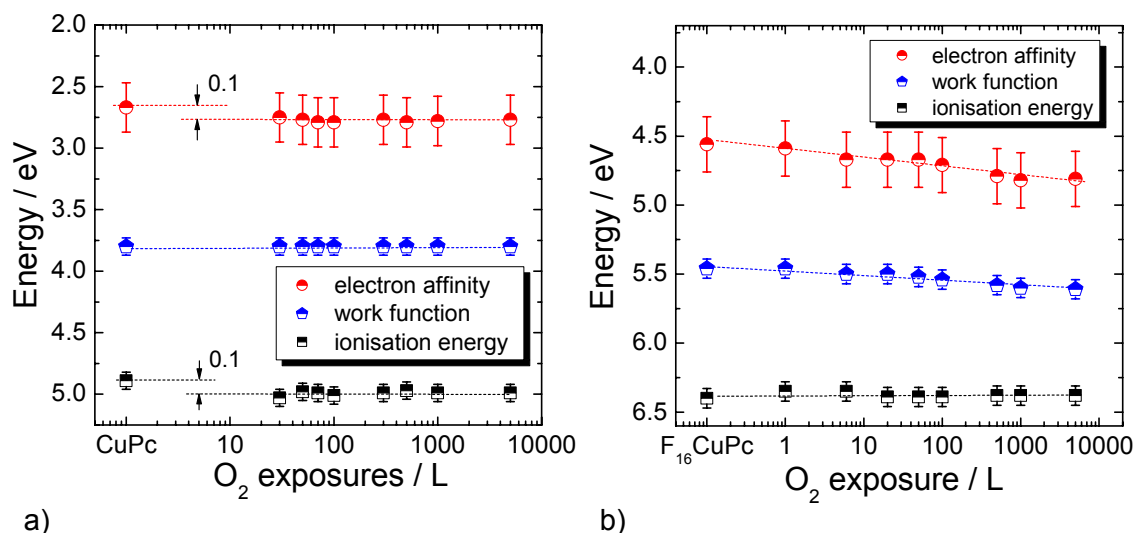 2.0
2.5
3.0
3.5
4.0
4.5
5.0
Energy / eV
0.1
0.1
electron affinity
work function
ionisation energy
CuPc 10 100 1000 10000
O₂ exposures / L
a)
4.0
4.5
5.0
5.5
6.0
6.5
Energy / eV
electron affinity
work function
ionisation energy
F₁₆CuPc 1 10 100 1000 10000
O₂ exposure / L
b)